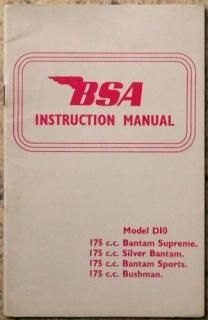 BSA
INSTRUCTION MANUAL
Model D10
175 c.c. Bantam Supreme.
175 c.c. Silver Bantam.
175 c.c. Bantam Sports.
175 c.c. Bushman.